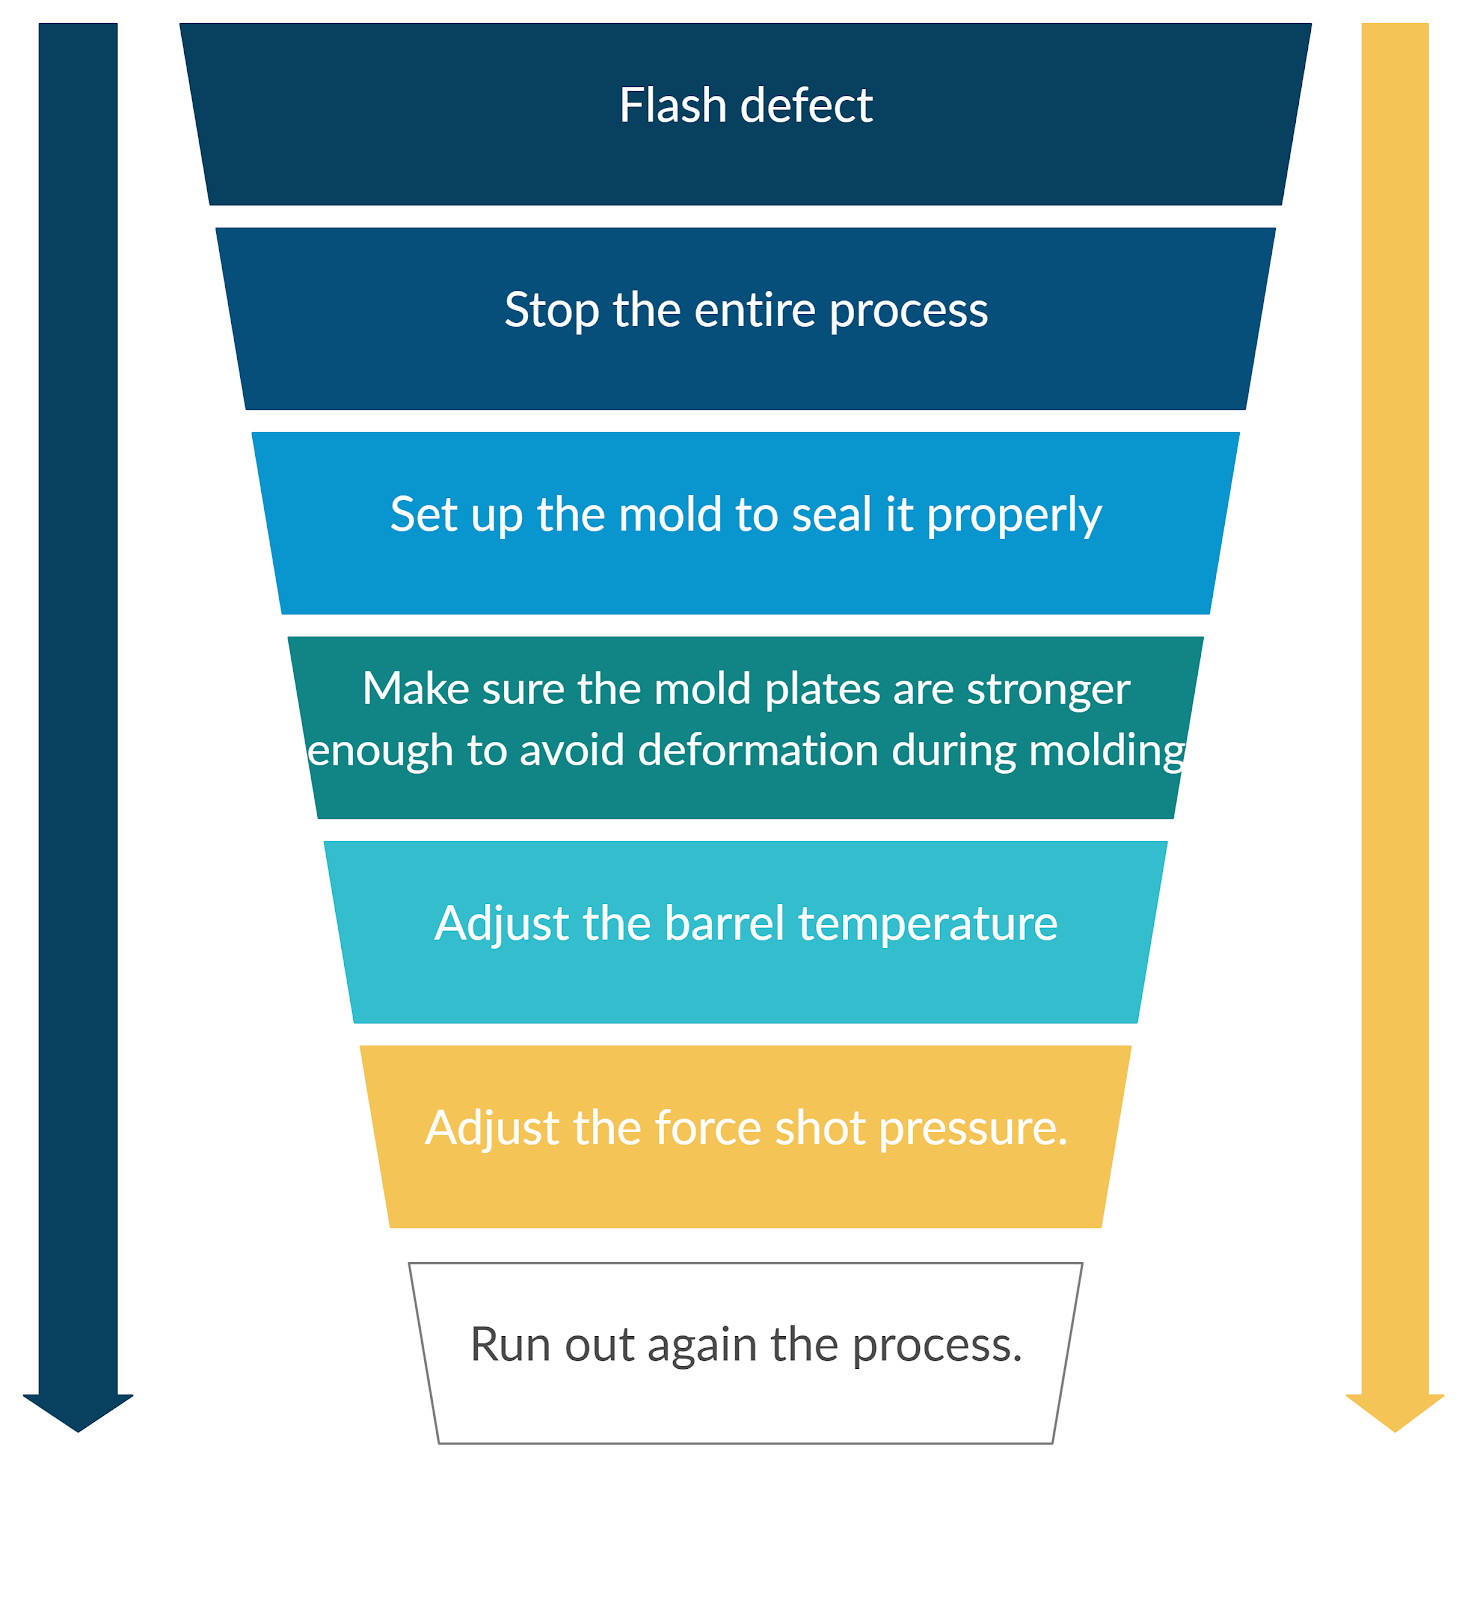 Flash defect
Stop the entire process
Set up the mold to seal it properly
Make sure the mold plates are stronger
enough to avoid deformation during molding
Adjust the barrel temperature
Adjust the force shot pressure.
Run out again the process.